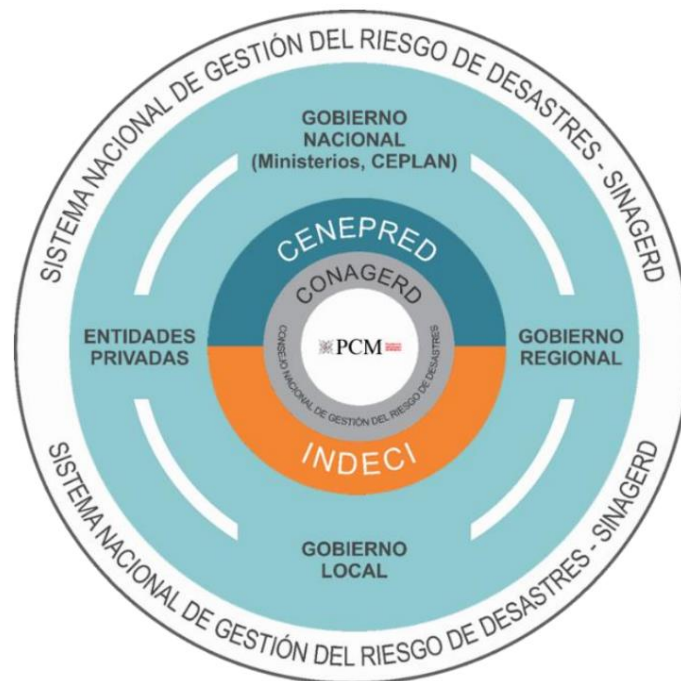 SISTEMA NACIONAL DE GESTIÓN DEL RIESGO DE DESASTRES - SINAGERD
GOBIERNO
NACIONAL
(Ministerios, CEPLAN)
CENEPRED
CONAGERD
ENTIDADES
PRIVADAS
PCM
GOBIERNO
REGIONAL
CONSEJO NACIONAL DE GESTIÓN DEL RIESGO DE DESASTRES
INDECI
GOBIERNO
LOCAL
SISTEMA NACIONAL DE GESTIÓN DEL RIESGO DE DESASTRES - SINAGERD